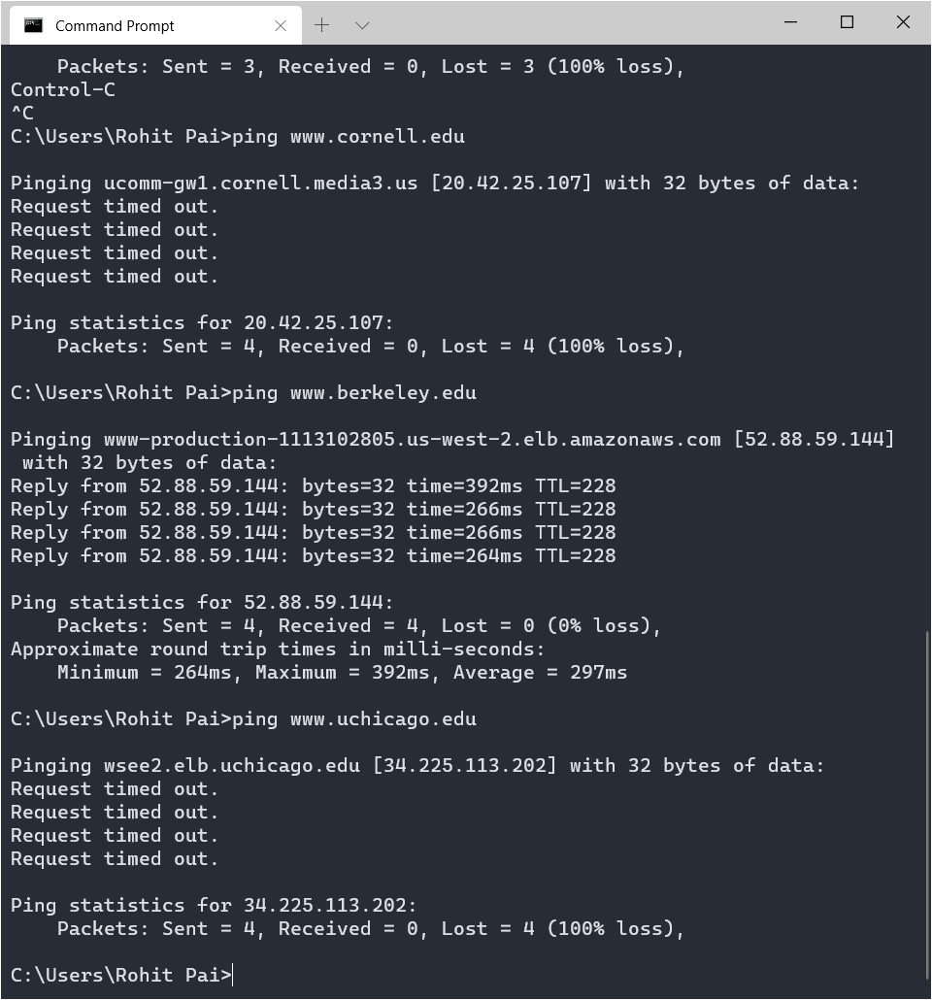 Command Prompt
Packets: Sent = 3, Received = 0, Lost = 3 (100% loss),
Control-C
^C
C:\Users\Rohit Pai>ping www.cornell.edu
Pinging ucomm-gw1.cornell.media3.us [20.42.25.107] with 32 bytes of data:
Request timed out.
Request timed out.
Request timed out.
Request timed out.
Ping statistics for 20.42.25.107:
Packets: Sent = 4, Received = 0, Lost = 4 (100% loss),
C:\Users\Rohit Pai>ping www.berkeley.edu
Pinging www-production-1113102805.us-west-2.elb.amazonaws.com [52.88.59.144]
with 32 bytes of data:
Reply from 52.88.59.144: bytes=32 time=392ms TTL=228
Reply from 52.88.59.144: bytes=32 time=266ms TTL=228
Reply from 52.88.59.144: bytes=32 time=266ms TTL=228
Reply from 52.88.59.144: bytes=32 time=264ms TTL=228
Ping statistics for 52.88.59.144:
Packets: Sent = 4, Received = 4, Lost = 0 (0% loss),
Approximate round trip times in milli-seconds:
Minimum = 264ms, Maximum = 392ms, Average = 297ms
C:\Users\Rohit Pai>ping www.uchicago.edu
Pinging wsee2.elb.uchicago.edu [34.225.113.202] with 32 bytes of data:
Request timed out.
Request timed out.
Request timed out.
Request timed out.
Ping statistics for 34.225.113.202:
Packets: Sent = 4, Received = 0, Lost = 4 (100% loss),
C:\Users\Rohit Pai>